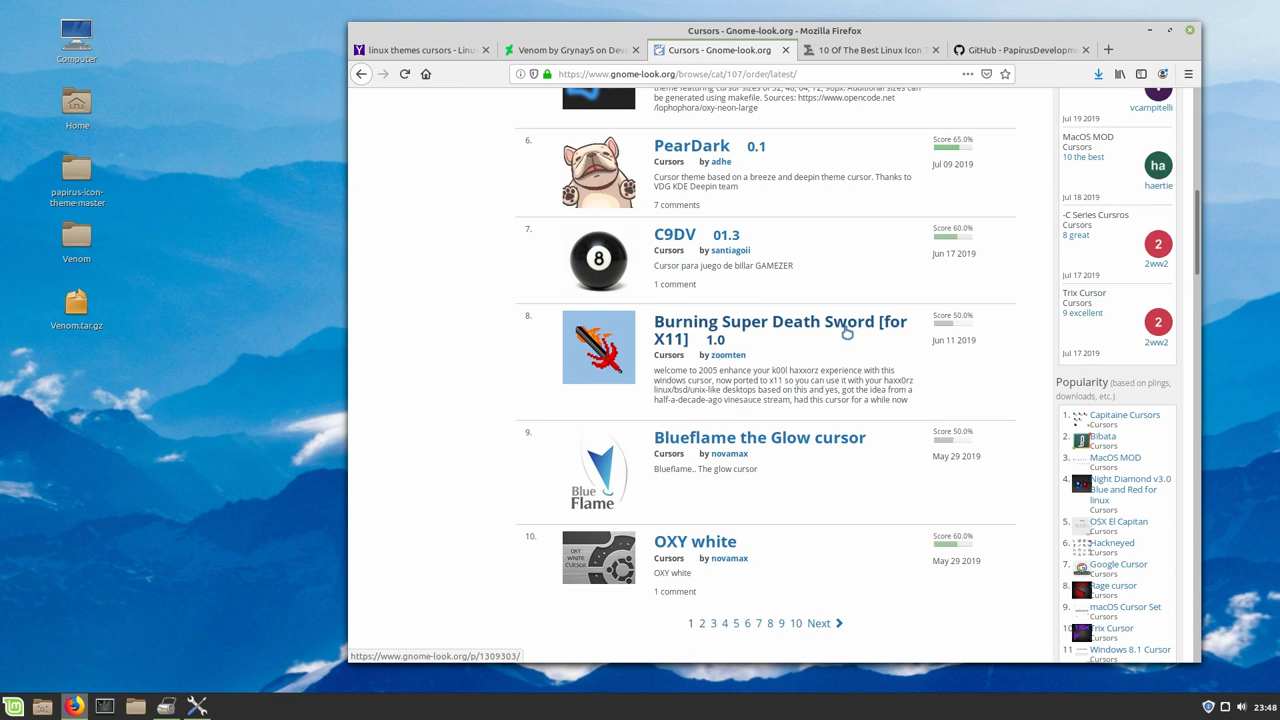 Cursors - Gnome-look.org - Mozilla Firefox
linux themes cursors - Linu
Venom by GrynayS on Dev
Cursors - Gnome-look.org
10 Of The Best Linux Icon T
GitHub - PapirusDevelopme
https://www.gnome-look.org/browse/cat/107/order/latest/
Computer
Home
papirus-icon-
theme-master
Venom
Venom.tar.gz
theme featuring cursor sizes of 32, 48, 64, 72, 96px. Additional sizes can
be generated using makefile. Sources: https://www.opencode.net
/lophophora/oxy-neon-large
6.
PearDark 0.1
Cursors by adhe
Cursor theme based on a breeze and deepin theme cursor. Thanks to
VDG KDE Deepin team
7 comments
Score 65.0%
Jul 09 2019
7.
C9DV 01.3
Cursors by santiagoii
Cursor para juego de billar GAMEZER
1 comment
Score 60.0%
Jun 17 2019
8
8.
Burning Super Death Sword [for
X11] 1.0
Cursors by zoomten
welcome to 2005 enhance your k00l haxxorz experience with this
windows cursor, now ported to x11 so you can use it with your haxx0rz
linux/bsd/unix-like desktops based on this and yes, got the idea from a
half-a-decade-ago vinesauce stream, had this cursor for a while now
Score 50.0%
Jun 11 2019
9.
Blueflame the Glow cursor
Cursors by novamax
Blueflame.. The glow cursor
Score 50.0%
May 29 2019
Blue
Flame
10.
OXY white
Cursors by novamax
OXY white
1 comment
Score 60.0%
May 29 2019
OXY
WHITE
CURSOR
1 2 3 4 5 6 7 8 9 10 Next
vcampitelli
Jul 19 2019
MacOS MOD
Cursors
10 the best
ha
haertie
Jul 18 2019
-C Series Cursros
Cursors
8 great
2
2ww2
Jul 17 2019
Trix Cursor
Cursors
9 excellent
2
2ww2
Jul 17 2019
Popularity (based on plings,
downloads, etc.)
1. Capitaine Cursors
Cursors
2. Bibata
Cursors
3. MacOS MOD
Cursors
4. Night Diamond v3.0
Blue and Red for
linux
Cursors
5. OSX El Capitan
Cursors
6. Hackneyed
Cursors
7. Google Cursor
Cursors
8. Rage cursor
Cursors
9. macOS Cursor Set
Cursors
10 Trix Cursor
Cursors
11 Windows 8.1 Cursor
Cursors
https://www.gnome-look.org/p/1309303/
23:48